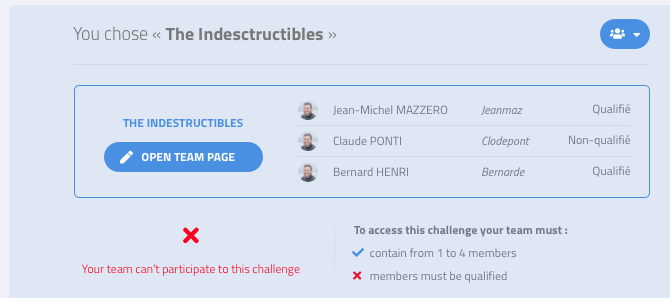 You chose « The Indesctructibles »
THE INDESTRUCTIBLES
OPEN TEAM PAGE
Jean-Michel MAZZERO Jeanmaz Qualifié
Claude PONTI Clodepont Non-qualifié
Bernard HENRI Bernarde Qualifié
Your team can't participate to this challenge
To access this challenge your team must :
contain from 1 to 4 members
members must be qualified